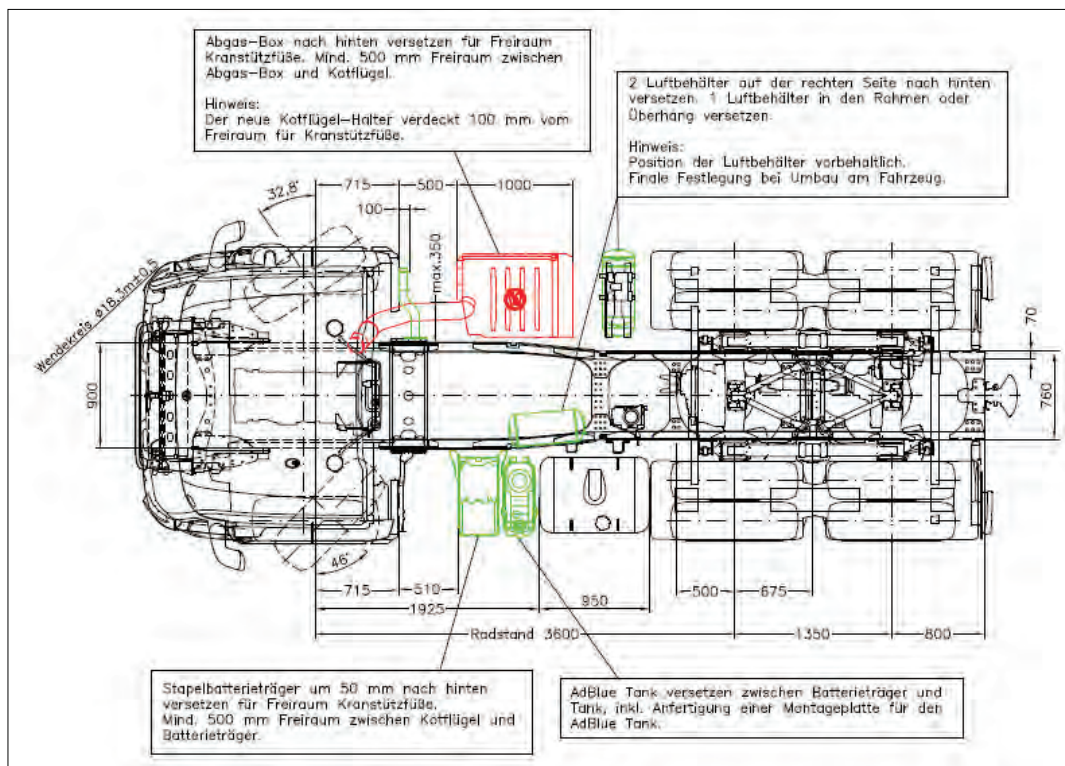 Abgas-Box nach hinten versetzen für Freiraum
Kranstützfüße. Mind. 500 mm Freiraum zwischen
Abgas-Box und Kotflügel.
Hinweis:
Der neue Kotflügel-Halter verdeckt 100 mm vom
Freiraum für Kranstützfüße.
2 Luftbehälter auf der rechten Seite nach hinten
versetzen. 1 Luftbehälter in den Rahmen oder
Überhang versetzen.
Hinweis:
Position der Luftbehälter vorbehaltlich.
Finale Festlegung bei Umbau am Fahrzeug.
32,8°
715
500
1000
100
max.350
Wendekreis ø18.3m±0,5
70
900
760
46°
715
510
1925
950
500
675
Radstand 3600
1350
800
Stapelbatterieträger um 50 mm nach hinten
versetzen für Freiraum Kranstützfüße.
Mind. 500 mm Freiraum zwischen Kotflügel und
Batterieträger.
AdBlue Tank versetzen zwischen Batterieträger und
Tank, inkl. Anfertigung einer Montageplatte für den
AdBlue Tank.